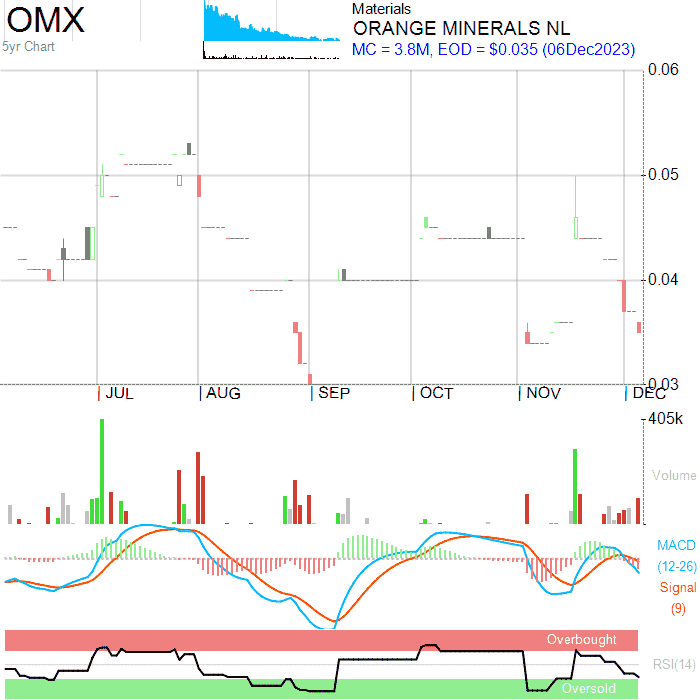 OMX
5yr Chart
Materials
ORANGE MINERALS NL
MC = 3.8M, EOD = $0.035 (06Dec2023)
0.06
0.05
0.04
0.03
JUL AUG SEP OCT NOV DEC
405k
Volume
MACD
(12-26)
Signal
(9)
Overbought
RSI(14)
Oversold